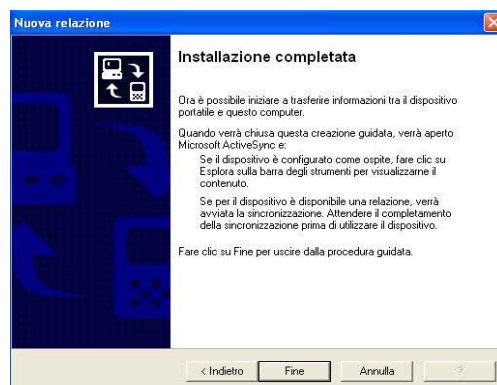 Nuova relazione
Installazione completata
Ora è possibile iniziare a trasferire informazioni tra il dispositivo
portatile e questo computer.
Quando verrà chiusa questa creazione guidata, verrà aperto
Microsoft ActiveSync e:
Se il dispositivo è configurato come ospite, fare clic su
Esplora sulla barra degli strumenti per visualizzarne il
contenuto.
Se per il dispositivo è disponibile una relazione, verrà
avviata la sincronizzazione. Attendere il completamento
della sincronizzazione prima di utilizzare il dispositivo.
Fare clic su Fine per uscire dalla procedura guidata.
< Indietro Fine Annulla ?